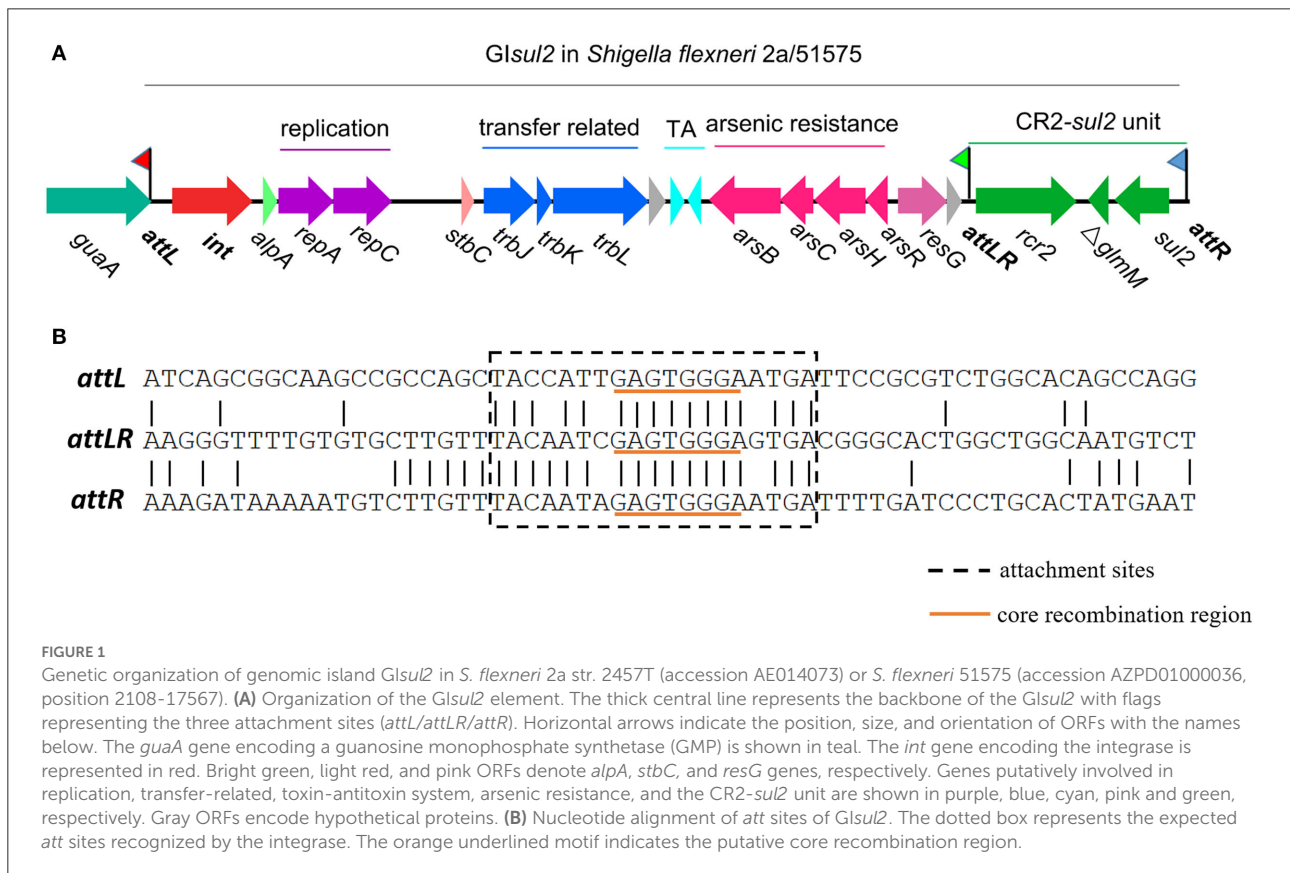 A
GIsul2 in Shigella flexneri 2a/51575
replication
transfer related
TA
arsenic resistance
CR2-sul2 unit
guaA
attL
int
alpA
repA
repC
stbC
trbJ
trbK
trbL
arsB
arsC
arsH
arsR
resG
attLR
rcr2
△glmM
sul2
attR
B
attL ATCAGCGGCAAGCCGCCAGCTACCATTGAGTGGGAATGATTCCGCGTCTGGCACAGCCAGG
attLR AAGGGTTTTGTGTGCTTGTTTACAATCGAGTGGGAGTGACGGGCACTGGCTGGCAATGTCT
attR AAAGATAAAAATGTCTTGTTTACAATAGAGTGGGAATGATTTTGATCCCTGCACTATGAAT
attachment sites
core recombination region
FIGURE 1
Genetic organization of genomic island GIsul2 in S. flexneri 2a str. 2457T (accession AE014073) or S. flexneri 51575 (accession AZPD01000036,
position 2108-17567). (A) Organization of the GIsul2 element. The thick central line represents the backbone of the GIsul2 with flags
representing the three attachment sites (attL/attLR/attR). Horizontal arrows indicate the position, size, and orientation of ORFs with the names
below. The guaA gene encoding a guanosine monophosphate synthetase (GMP) is shown in teal. The int gene encoding the integrase is
represented in red. Bright green, light red, and pink ORFs denote alpA, stbC, and resG genes, respectively. Genes putatively involved in
replication, transfer-related, toxin-antitoxin system, arsenic resistance, and the CR2-sul2 unit are shown in purple, blue, cyan, pink and green,
respectively. Gray ORFs encode hypothetical proteins. (B) Nucleotide alignment of att sites of GIsul2. The dotted box represents the expected
att sites recognized by the integrase. The orange underlined motif indicates the putative core recombination region.